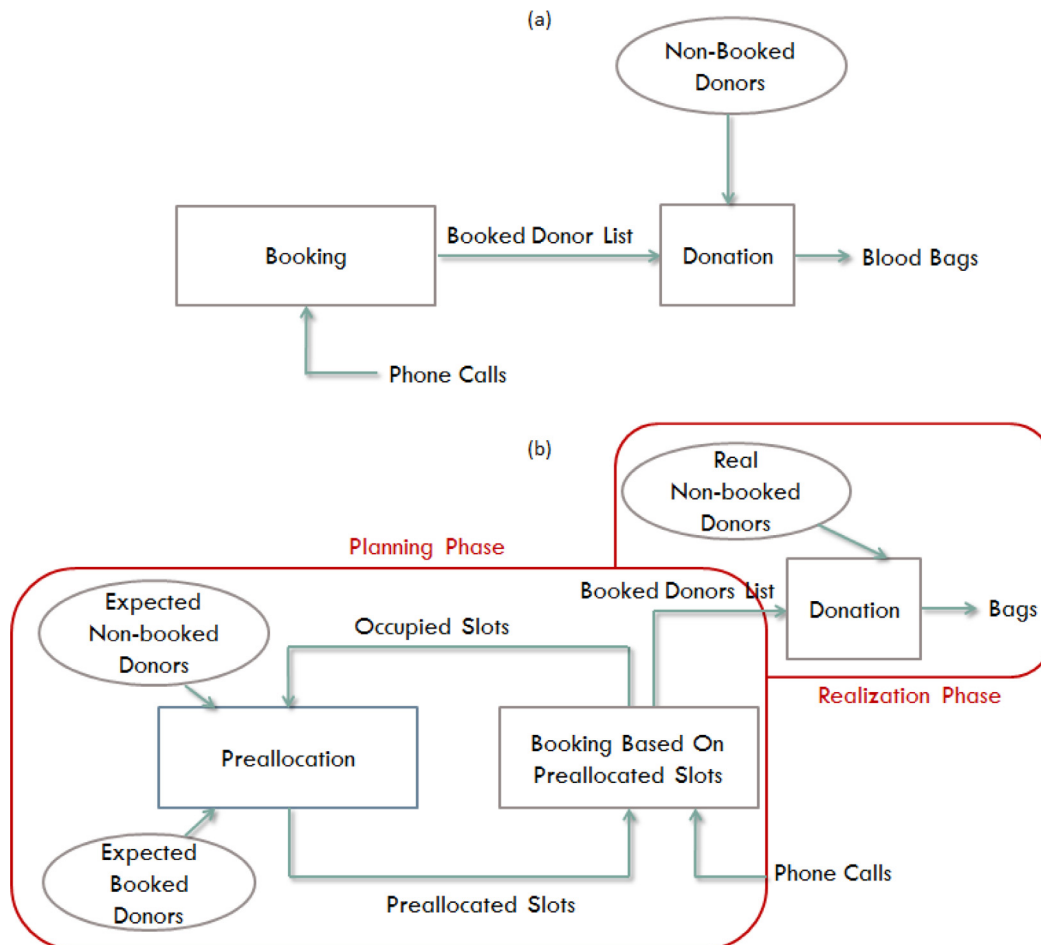 (a)
Non-Booked
Donors
Booking
Booked Donor List
Donation
Blood Bags
Phone Calls
(b)
Real
Non-booked
Donors
Planning Phase
Booked Donors List
Donation
Bags
Expected
Non-booked
Donors
Occupied Slots
Realization Phase
Preallocation
Booking Based On
Preallocated Slots
Expected
Booked
Donors
Preallocated Slots
Phone Calls